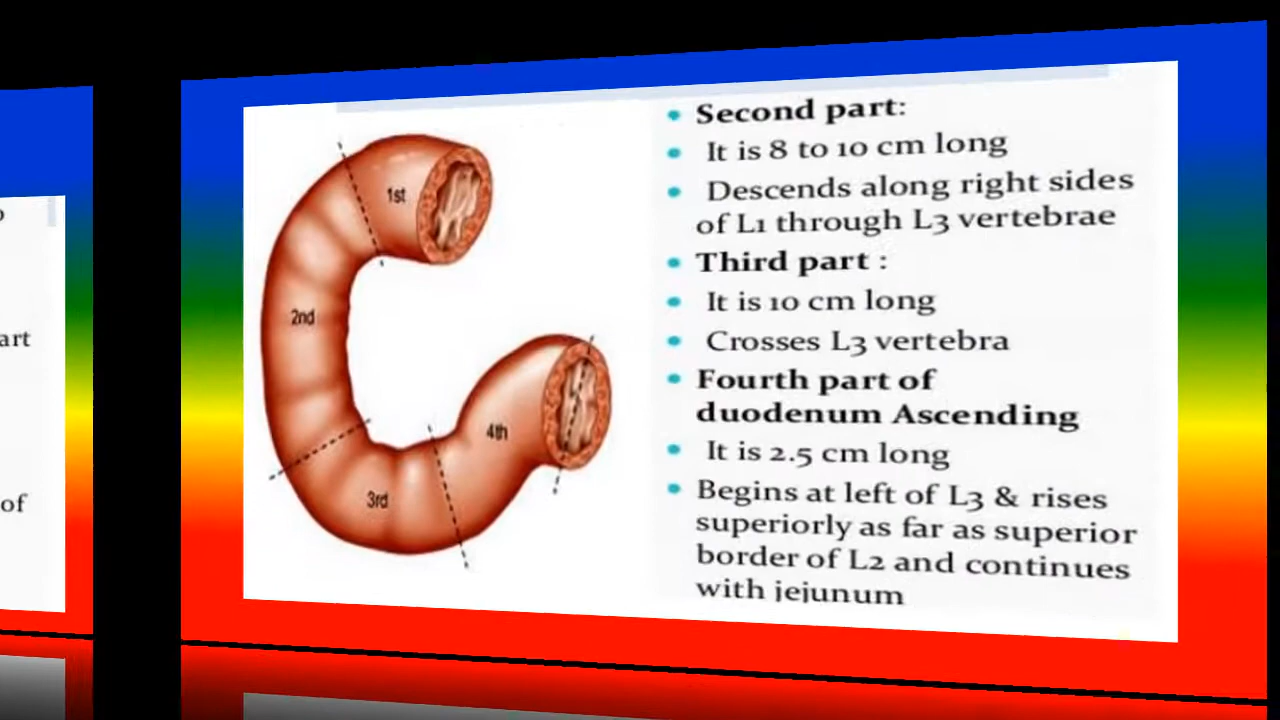 art
of
1st
2nd
3rd
4th
Second part:
It is 8 to 10 cm long
Descends along right sides
of L1 through L3 vertebrae
Third part :
It is 10 cm long
Crosses L3 vertebra
Fourth part of
duodenum Ascending
It is 2.5 cm long
Begins at left of L3 & rises
superiorly as far as superior
border of L2 and continues
with jejunum